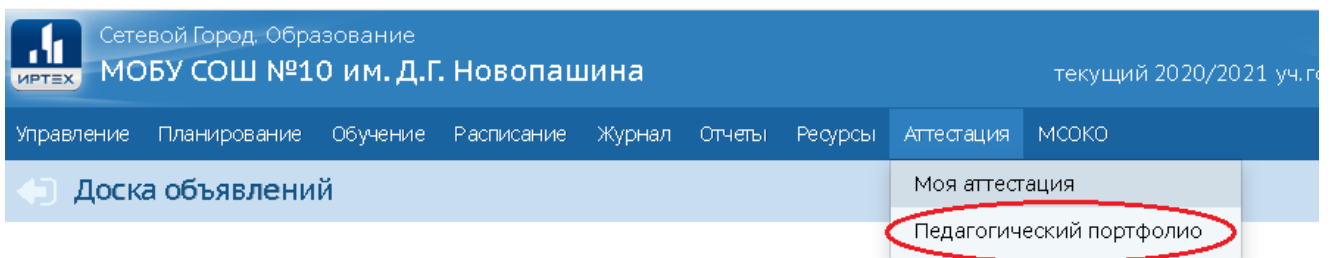 Сетевой Город. Образование
ИРТЕХ
МОБУ СОШ №10 им. Д.Г. Новопашина
текущий 2020/2021 уч.го
Управление Планирование Обучение Расписание Журнал Отчеты Ресурсы Аттестация МСОКО
Доска объявлений
Моя аттестация
Педагогический портфолио